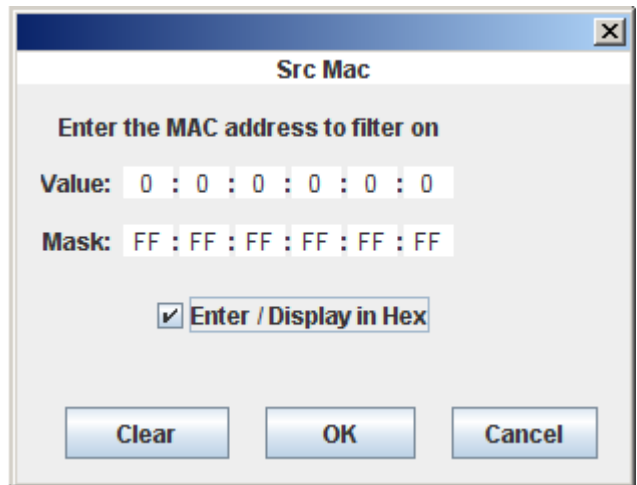 Src Mac
Enter the MAC address to filter on
Value: 0 : 0 : 0 : 0 : 0 : 0
Mask: FF : FF : FF : FF : FF : FF
Enter / Display in Hex
Clear OK Cancel